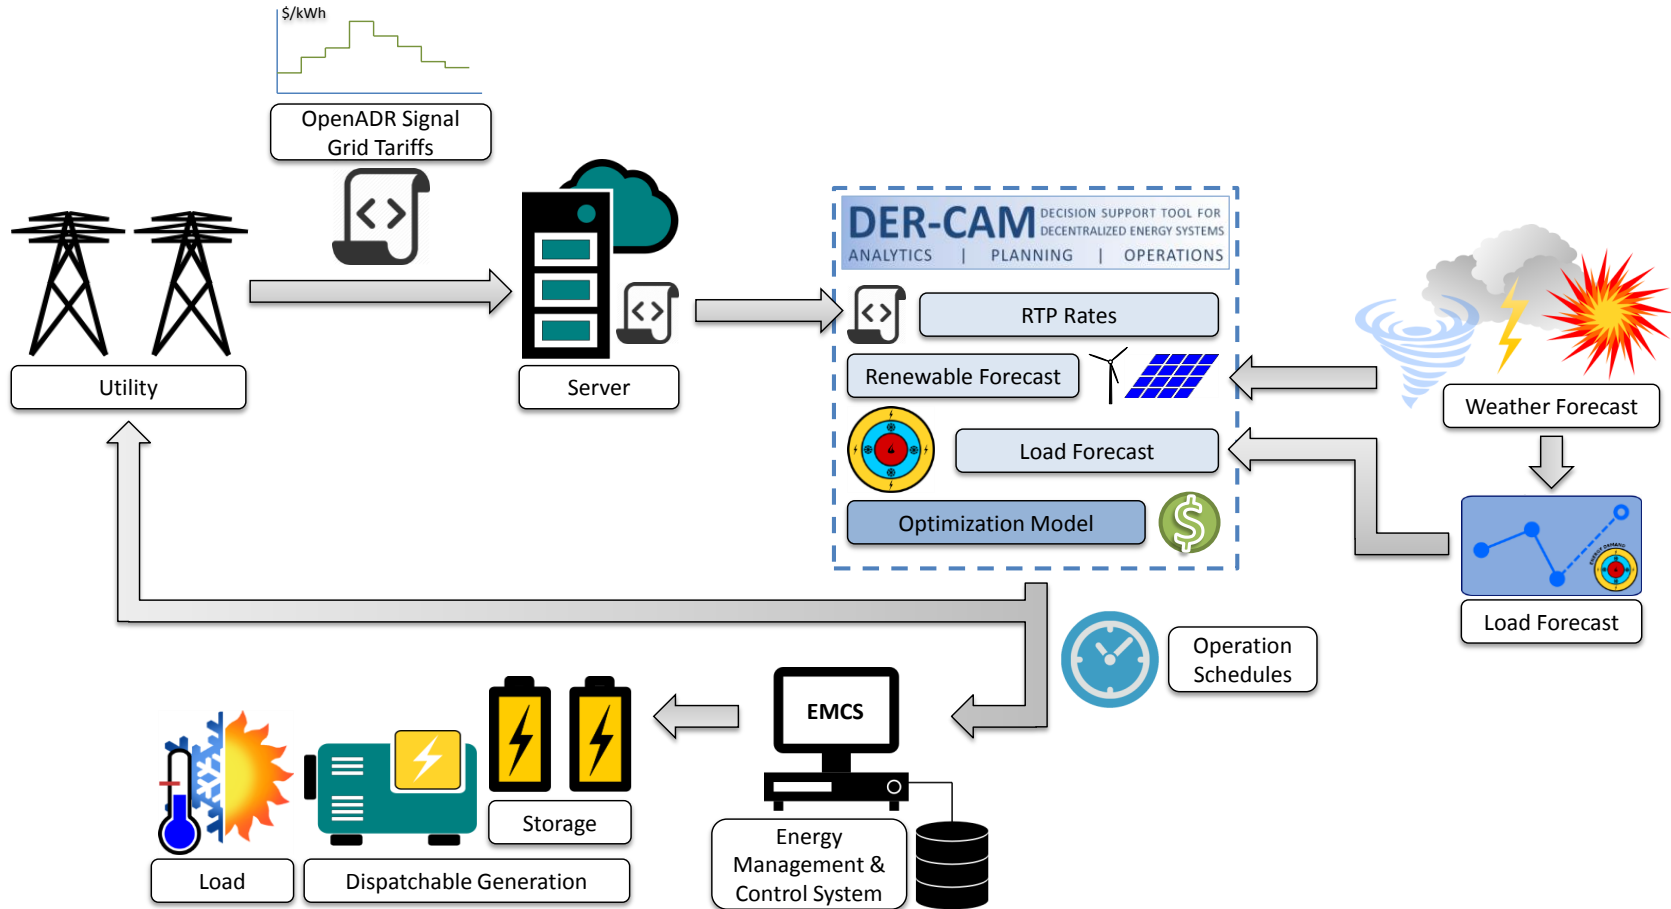 $/kWh
OpenADR Signal
Grid Tariffs
Utility
Server
DER-CAM
DECISION SUPPORT TOOL FOR
DECENTRALIZED ENERGY SYSTEMS
ANALYTICS | PLANNING | OPERATIONS
RTP Rates
Renewable Forecast
Load Forecast
Optimization Model
$
Weather Forecast
ENERGY DEMAND
Load Forecast
Operation
Schedules
EMCS
Energy
Management &
Control System
Storage
Load
Dispatchable Generation